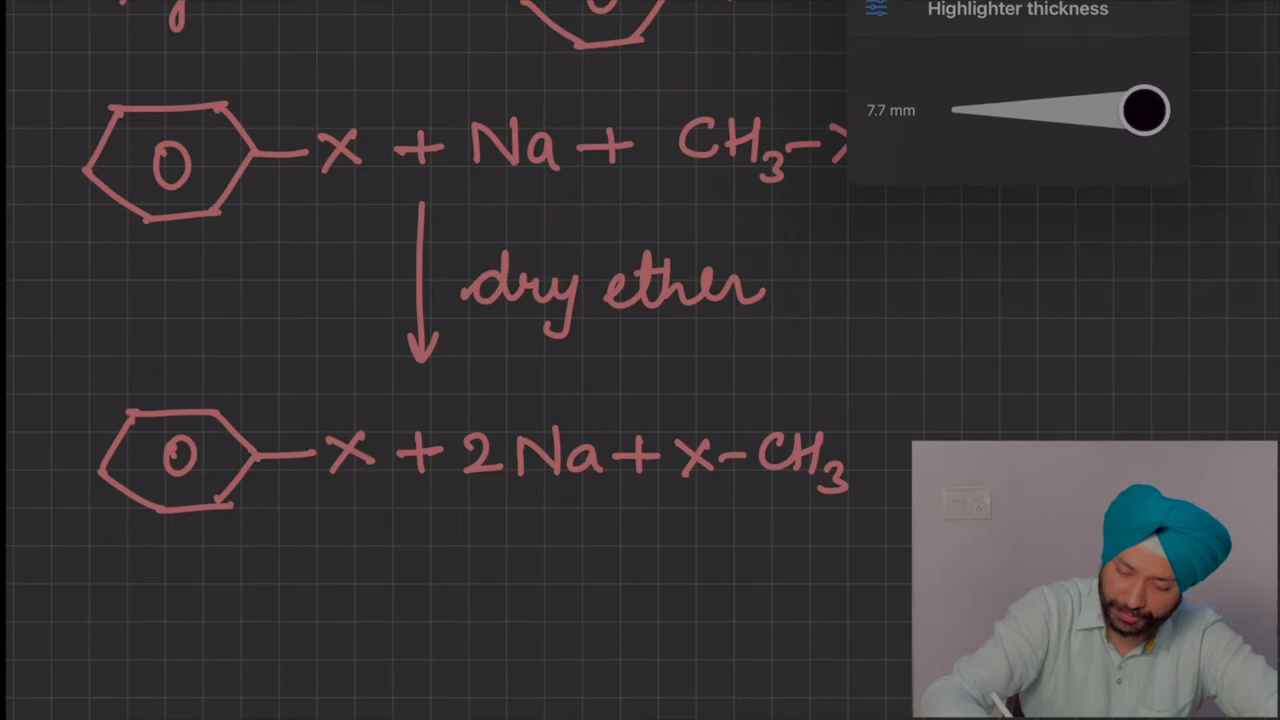 Highlighter thickness
7.7 mm
X + Na + CH3-X
dry ether
X + 2Na + X-CH3